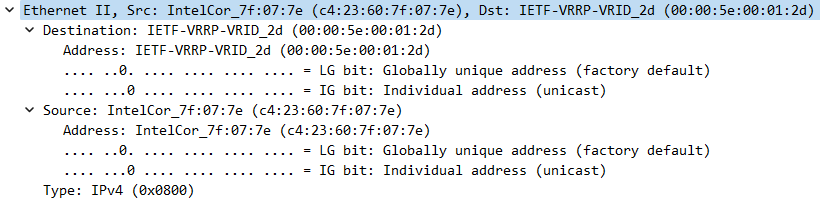 Ethernet II, Src: IntelCor_7f:07:7e (c4:23:60:7f:07:7e), Dst: IETF-VRRP-VRID_2d (00:00:5e:00:01:2d)
Destination: IETF-VRRP-VRID_2d (00:00:5e:00:01:2d)
Address: IETF-VRRP-VRID_2d (00:00:5e:00:01:2d)
.... ..0. .... .... .... .... = LG bit: Globally unique address (factory default)
.... ...0 .... .... .... .... = IG bit: Individual address (unicast)
Source: IntelCor_7f:07:7e (c4:23:60:7f:07:7e)
Address: IntelCor_7f:07:7e (c4:23:60:7f:07:7e)
.... ..0. .... .... .... .... = LG bit: Globally unique address (factory default)
.... ...0 .... .... .... .... = IG bit: Individual address (unicast)
Type: IPv4 (0x0800)